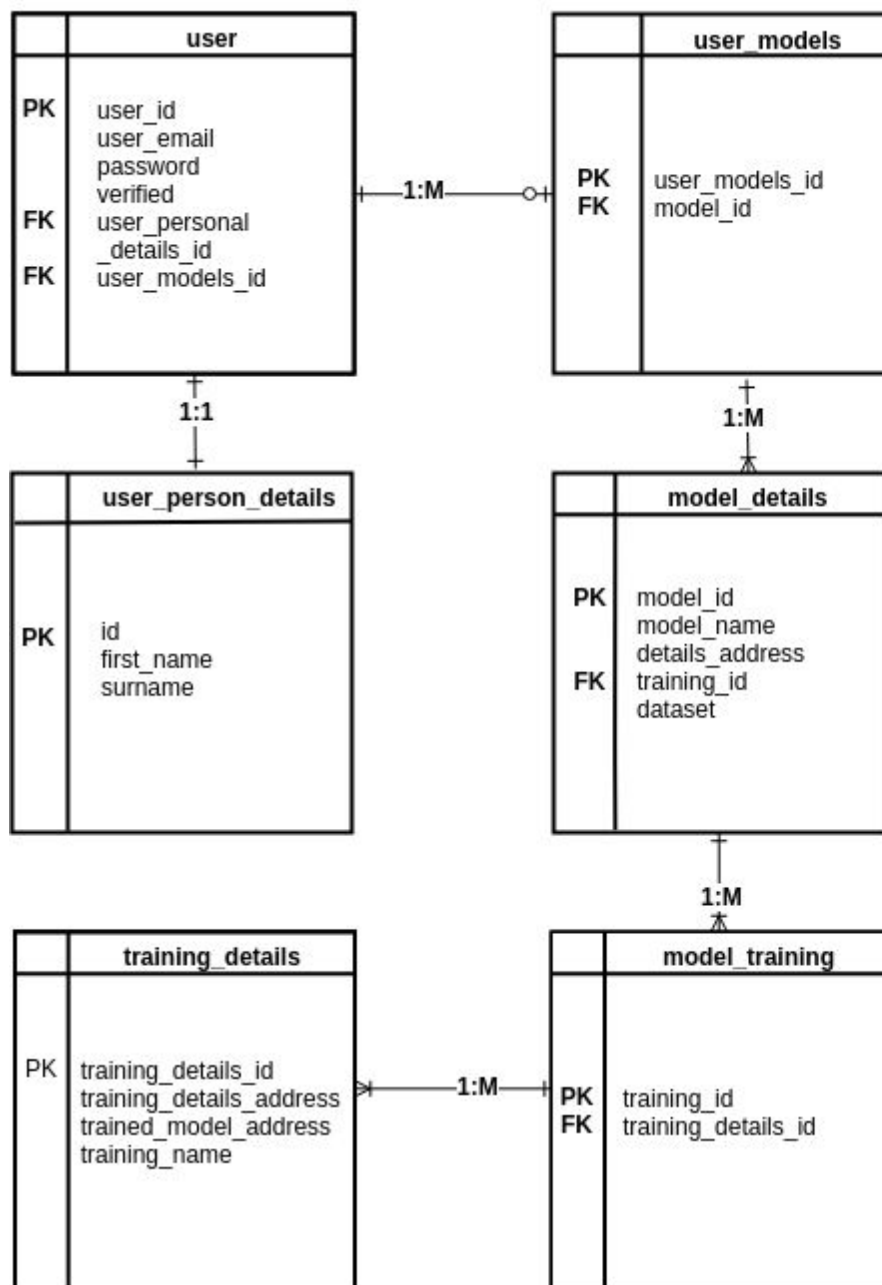 user
PK user_id
user_email
password
verified
FK user_personal
_details_id
FK user_models_id
1:M
user_models
PK user_models_id
FK model_id
1:1
1:M
user_person_details
PK id
first_name
surname
model_details
PK model_id
model_name
details_address
FK training_id
dataset
1:M
training_details
PK training_details_id
training_details_address
trained_model_address
training_name
1:M
model_training
PK training_id
FK training_details_id